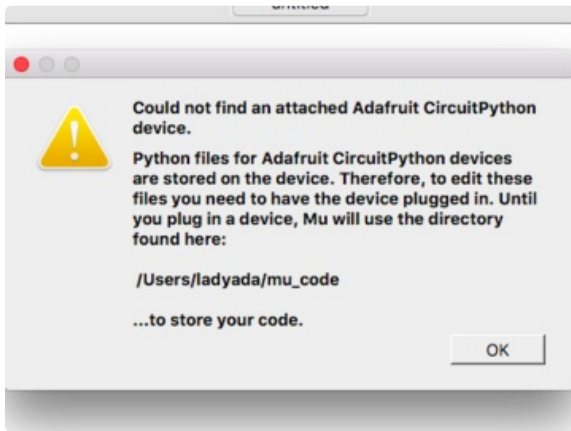 untitled
Could not find an attached Adafruit CircuitPython
device.
Python files for Adafruit CircuitPython devices
are stored on the device. Therefore, to edit these
files you need to have the device plugged in. Until
you plug in a device, Mu will use the directory
found here:
/Users/ladyada/mu_code
...to store your code.
OK